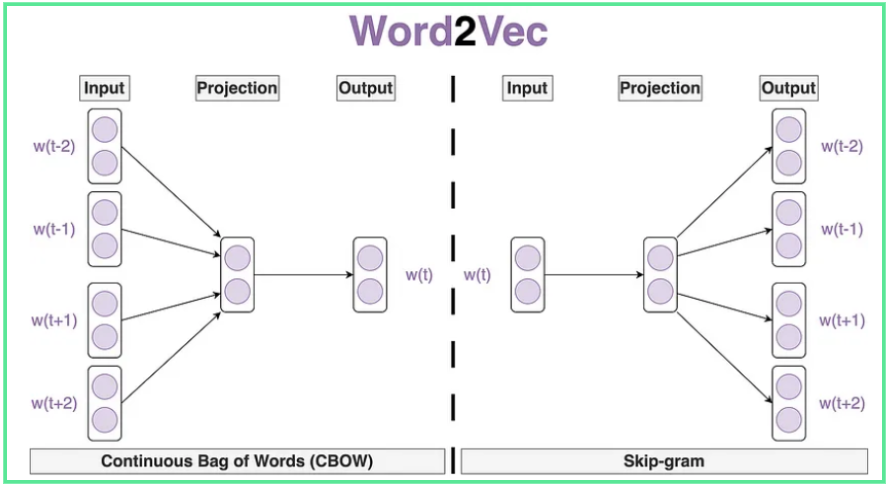 Word2Vec
Input
Projection
Output
w(t-2)
w(t-1)
w(t+1)
w(t+2)
w(t)
Continuous Bag of Words (CBOW)
Input
Projection
Output
w(t)
w(t-2)
w(t-1)
w(t+1)
w(t+2)
Skip-gram